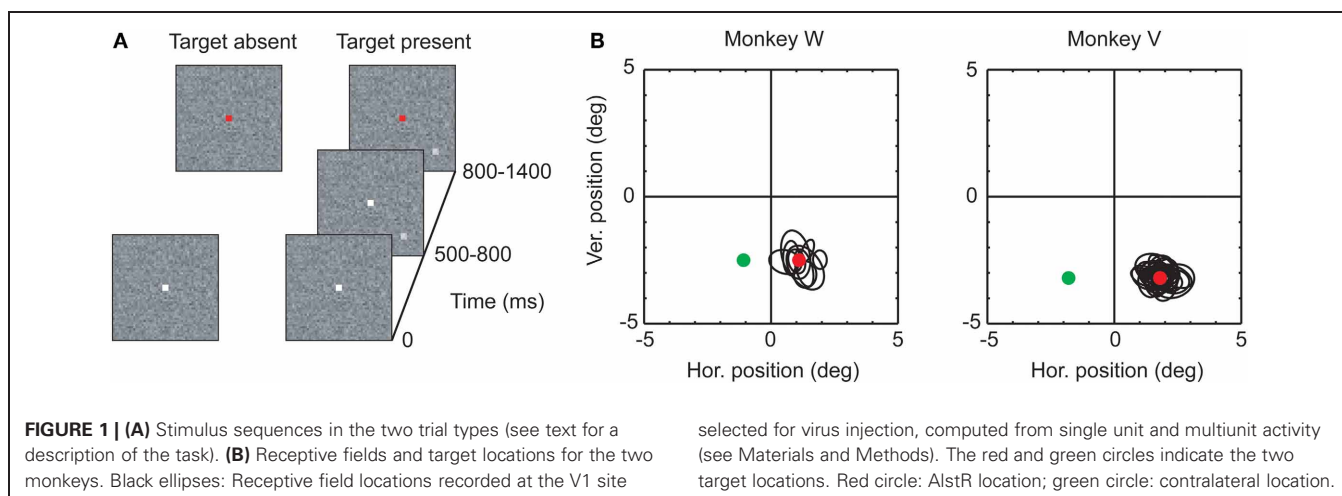 A
Target absent
Target present
800-1400
500-800
Time (ms)
0
B
Monkey W
Monkey V
5
0
-5
Ver. position (deg)
-5
0
5
Hor. position (deg)
5
0
-5
-5
0
5
Hor. position (deg)
FIGURE 1 | (A) Stimulus sequences in the two trial types (see text for a
description of the task). (B) Receptive fields and target locations for the two
monkeys. Black ellipses: Receptive field locations recorded at the V1 site
selected for virus injection, computed from single unit and multiunit activity
(see Materials and Methods). The red and green circles indicate the two
target locations. Red circle: AlstR location; green circle: contralateral location.